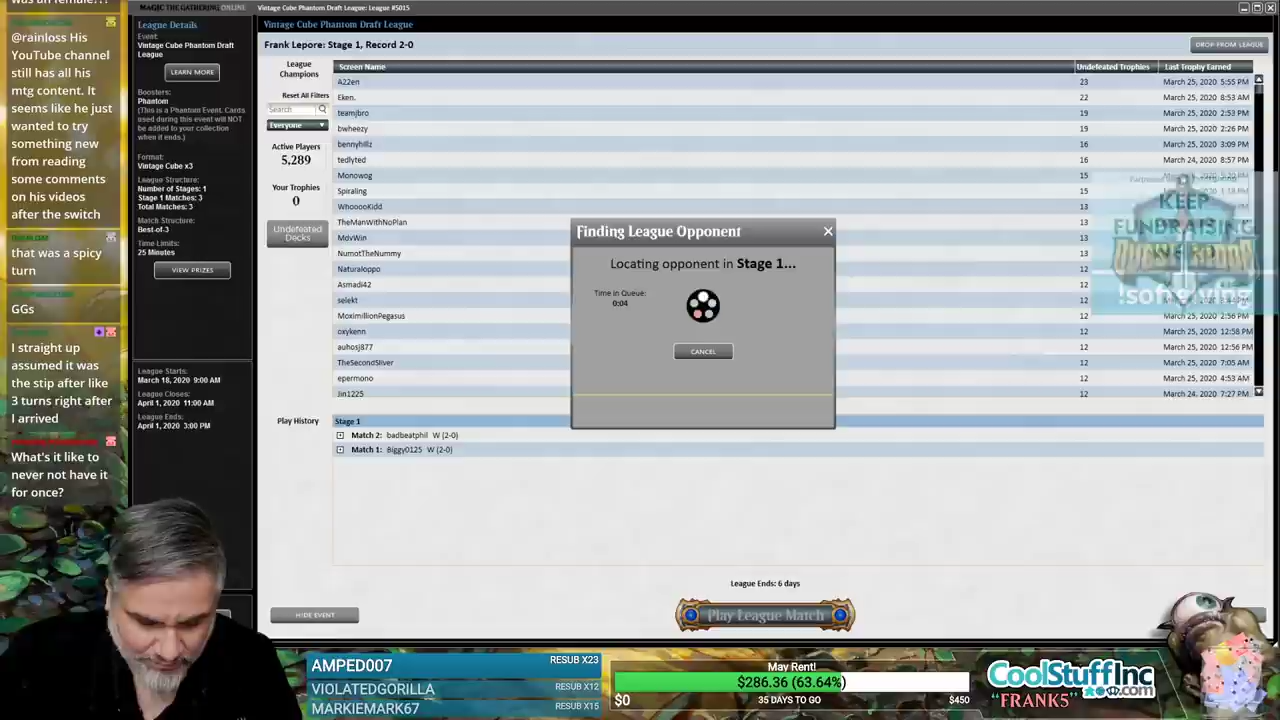 was an female?!?
@rainloss His
YouTube channel
still has all his
mtg content. It
seems like he just
wanted to try
something new
from reading
some comments
on his videos
after the switch
that was a spicy
turn
GGs
I straight up
assumed it was
the stip after like
3 turns right after
I arrived
What's it like to
never not have it
for once?
MAGIC THE GATHERING ONLINE
Vintage Cube Phantom Draft League: League #5015
League Details
Event:
Vintage Cube Phantom Draft
League
LEARN MORE
Boosters:
Phantom
(This is a Phantom Event. Cards
used during this event will NOT
be added to your collection
when it ends.)
Format:
Vintage Cube x3
League Structure:
Number of Stages: 1
Stage 1 Matches: 3
Total Matches: 3
Match Structure:
Best-of-3
Time Limits:
25 Minutes
VIEW PRIZES
League Starts:
March 18, 2020 9:00 AM
League Closes:
April 1, 2020 11:00 AM
League Ends:
April 1, 2020 3:00 PM
Vintage Cube Phantom Draft League
Frank Lepore: Stage 1, Record 2-0
DROP FROM LEAGUE
League
Champions
Reset All Filters
Search
Everyone
Active Players
5,289
Your Trophies
0
Undefeated
Decks
Screen Name Undefeated Trophies Last Trophy Earned
A22en 23 March 25, 2020 5:55 PM
Eken. 22 March 25, 2020 8:53 AM
teamjbro 19 March 25, 2020 2:53 PM
bwheezy 19 March 25, 2020 2:26 PM
bennyhillz 16 March 25, 2020 3:09 PM
tedlyted 16 March 24, 2020 8:57 PM
Monowog 15
Spiraling 15
WhooooKidd 13
TheManWithNoPlan 13
MdvWin 13
NumotTheNummy 13
Naturaloppo 12
Asmadi42 12
selekt 12
MoximillionPegasus 12 March 25, 2020 2:56 PM
oxykenn 12 March 25, 2020 12:58 PM
auhosj877 12 March 25, 2020 12:56 PM
TheSecondSliver 12 March 25, 2020 7:05 AM
epermono 12 March 25, 2020 4:53 AM
Jin1225 12 March 24, 2020 7:27 PM
KEEP
FUNDRAISING
Finding League Opponent
Locating opponent in Stage 1...
Time in Queue:
0:04
CANCEL
Play History
Stage 1
Match 2: badbeatphil W (2-0)
Match 1: Biggy0125 W (2-0)
League Ends: 6 days
HIDE EVENT
Play League Match
AMPED007 RESUB X23
VIOLATEDGORILLA RESUB X12
MARKIEMARK67 RESUB X15
May Rent!
$286.36 (63.64%)
$0 35 DAYS TO GO $450
CoolStuffInc
.com
"FRANK5"